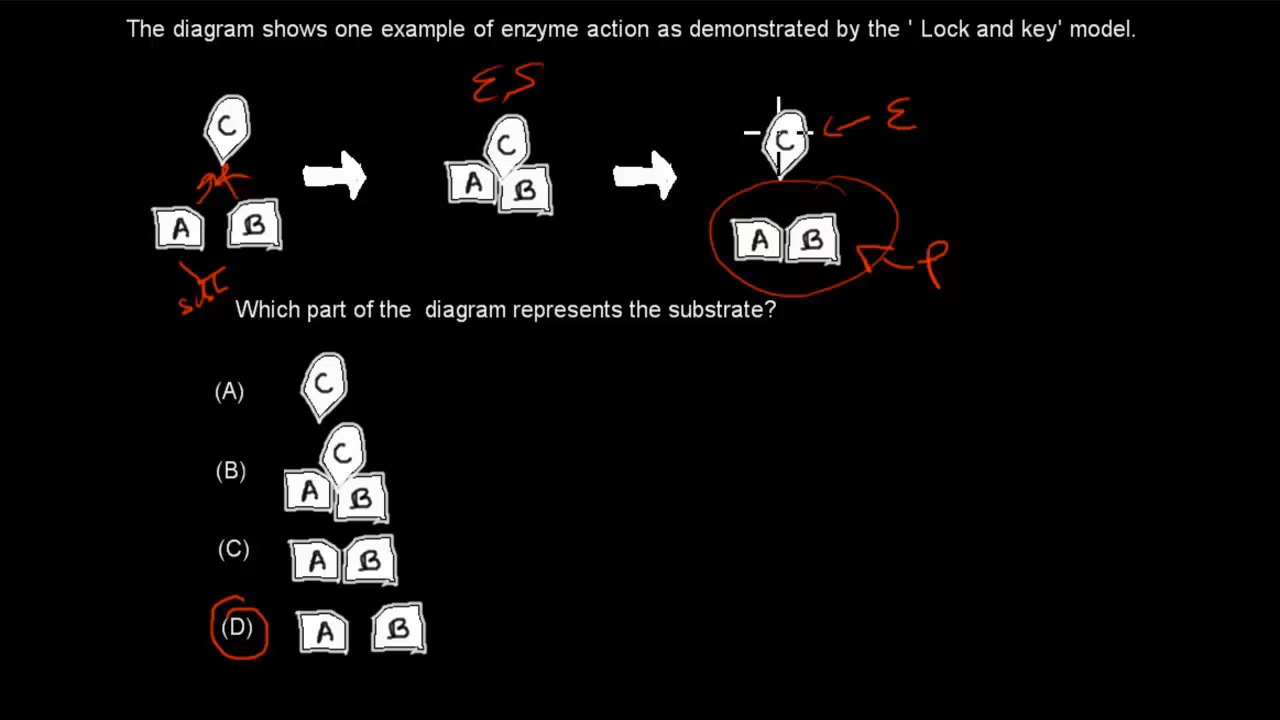 The diagram shows one example of enzyme action as demonstrated by the ' Lock and key' model.
ES
C
C
C
E
A
B
A
B
A
B
P
Which part of the  diagram represents the substrate?
(A)
C
(B)
C
A
B
(C)
A
B
(D)
A
B